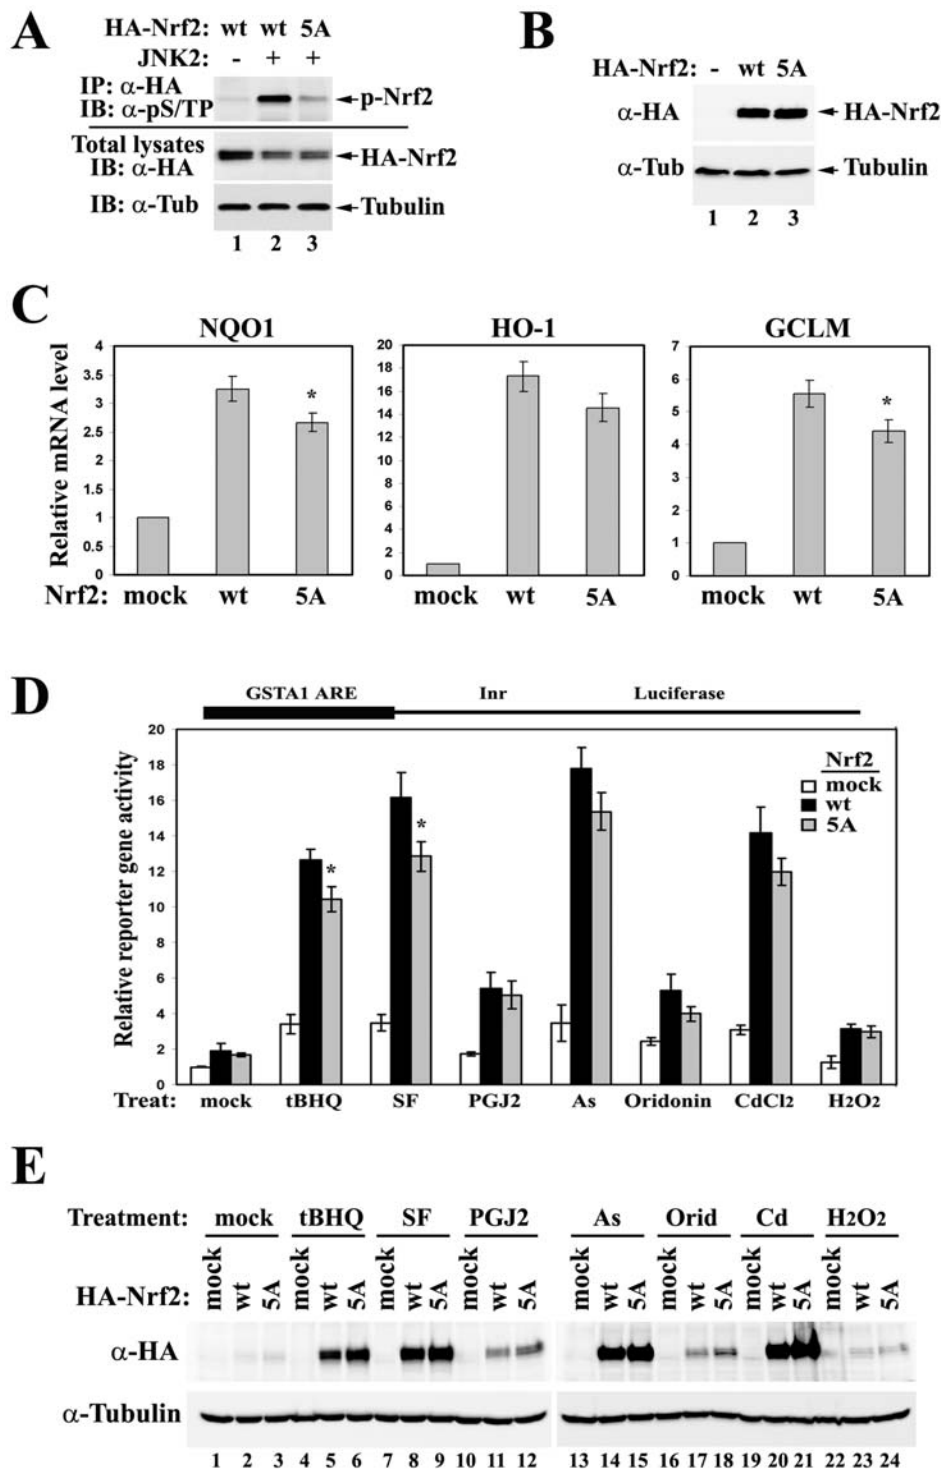 A
HA-Nrf2: wt wt 5A
JNK2: - + +
IP: α-HA
IB: α-pS/TP
p-Nrf2
Total lysates
IB: α-HA
HA-Nrf2
IB: α-Tub
Tubulin
1 2 3
B
HA-Nrf2: - wt 5A
α-HA
HA-Nrf2
α-Tub
Tubulin
1 2 3
C
NQO1
Relative mRNA level
4
3.5
3
2.5
2
1.5
1
0.5
0
*
Nrf2: mock wt 5A
HO-1
20
18
16
14
12
10
8
6
4
2
0
mock wt 5A
GCLM
7
6
5
4
3
2
1
0
*
mock wt 5A
D
GSTA1 ARE Inr Luciferase
Relative reporter gene activity
20
18
16
14
12
10
8
6
4
2
0
* *
Nrf2
mock
wt
5A
Treat: mock tBHQ SF PGJ2 As Oridonin CdCl2 H2O2
E
Treatment: mock tBHQ SF PGJ2 As Orid Cd H2O2
HA-Nrf2: mock wt 5A mock wt 5A mock wt 5A mock wt 5A mock wt 5A mock wt 5A mock wt 5A mock wt 5A
α-HA
α-Tubulin
1 2 3 4 5 6 7 8 9 10 11 12 13 14 15 16 17 18 19 20 21 22 23 24